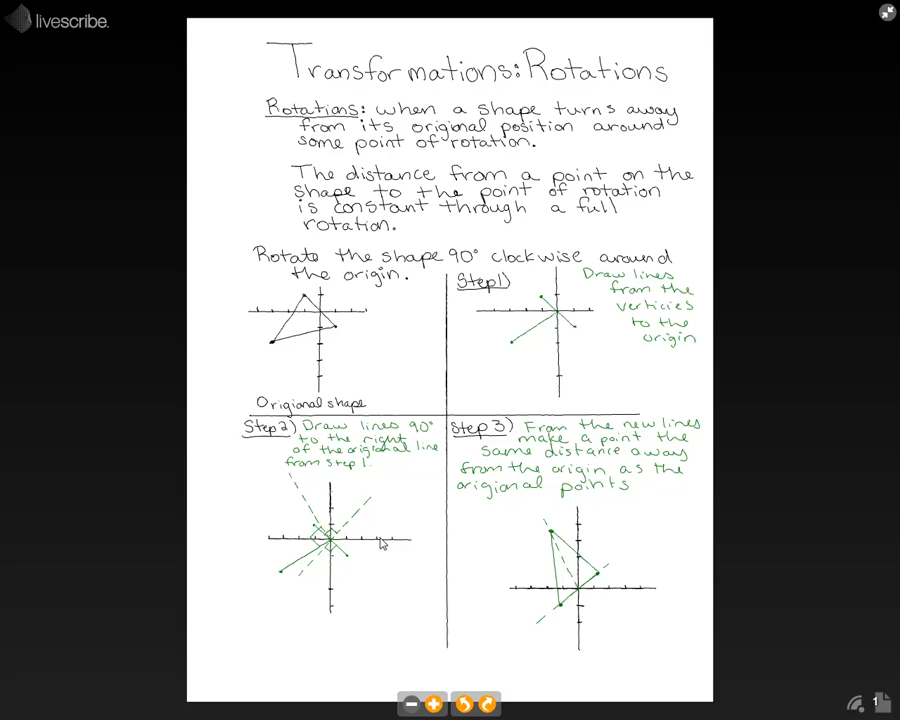 livescribe.
Transformations: Rotations
Rotations: when a shape turns away
from its original position around
some point of rotation.
The distance from a point on the
shape to the point of rotation
is constant through a full
rotation.
Rotate the shape 90° clockwise around
the origin.
Origional shape
Step 1)
Draw lines
from the
verticies
to the
origin
Step 2) Draw lines 90°
to the right
of the origional line
from step 1.
Step 3) From the new lines
make a point the
same distance away
from the origin as the
origional points
1